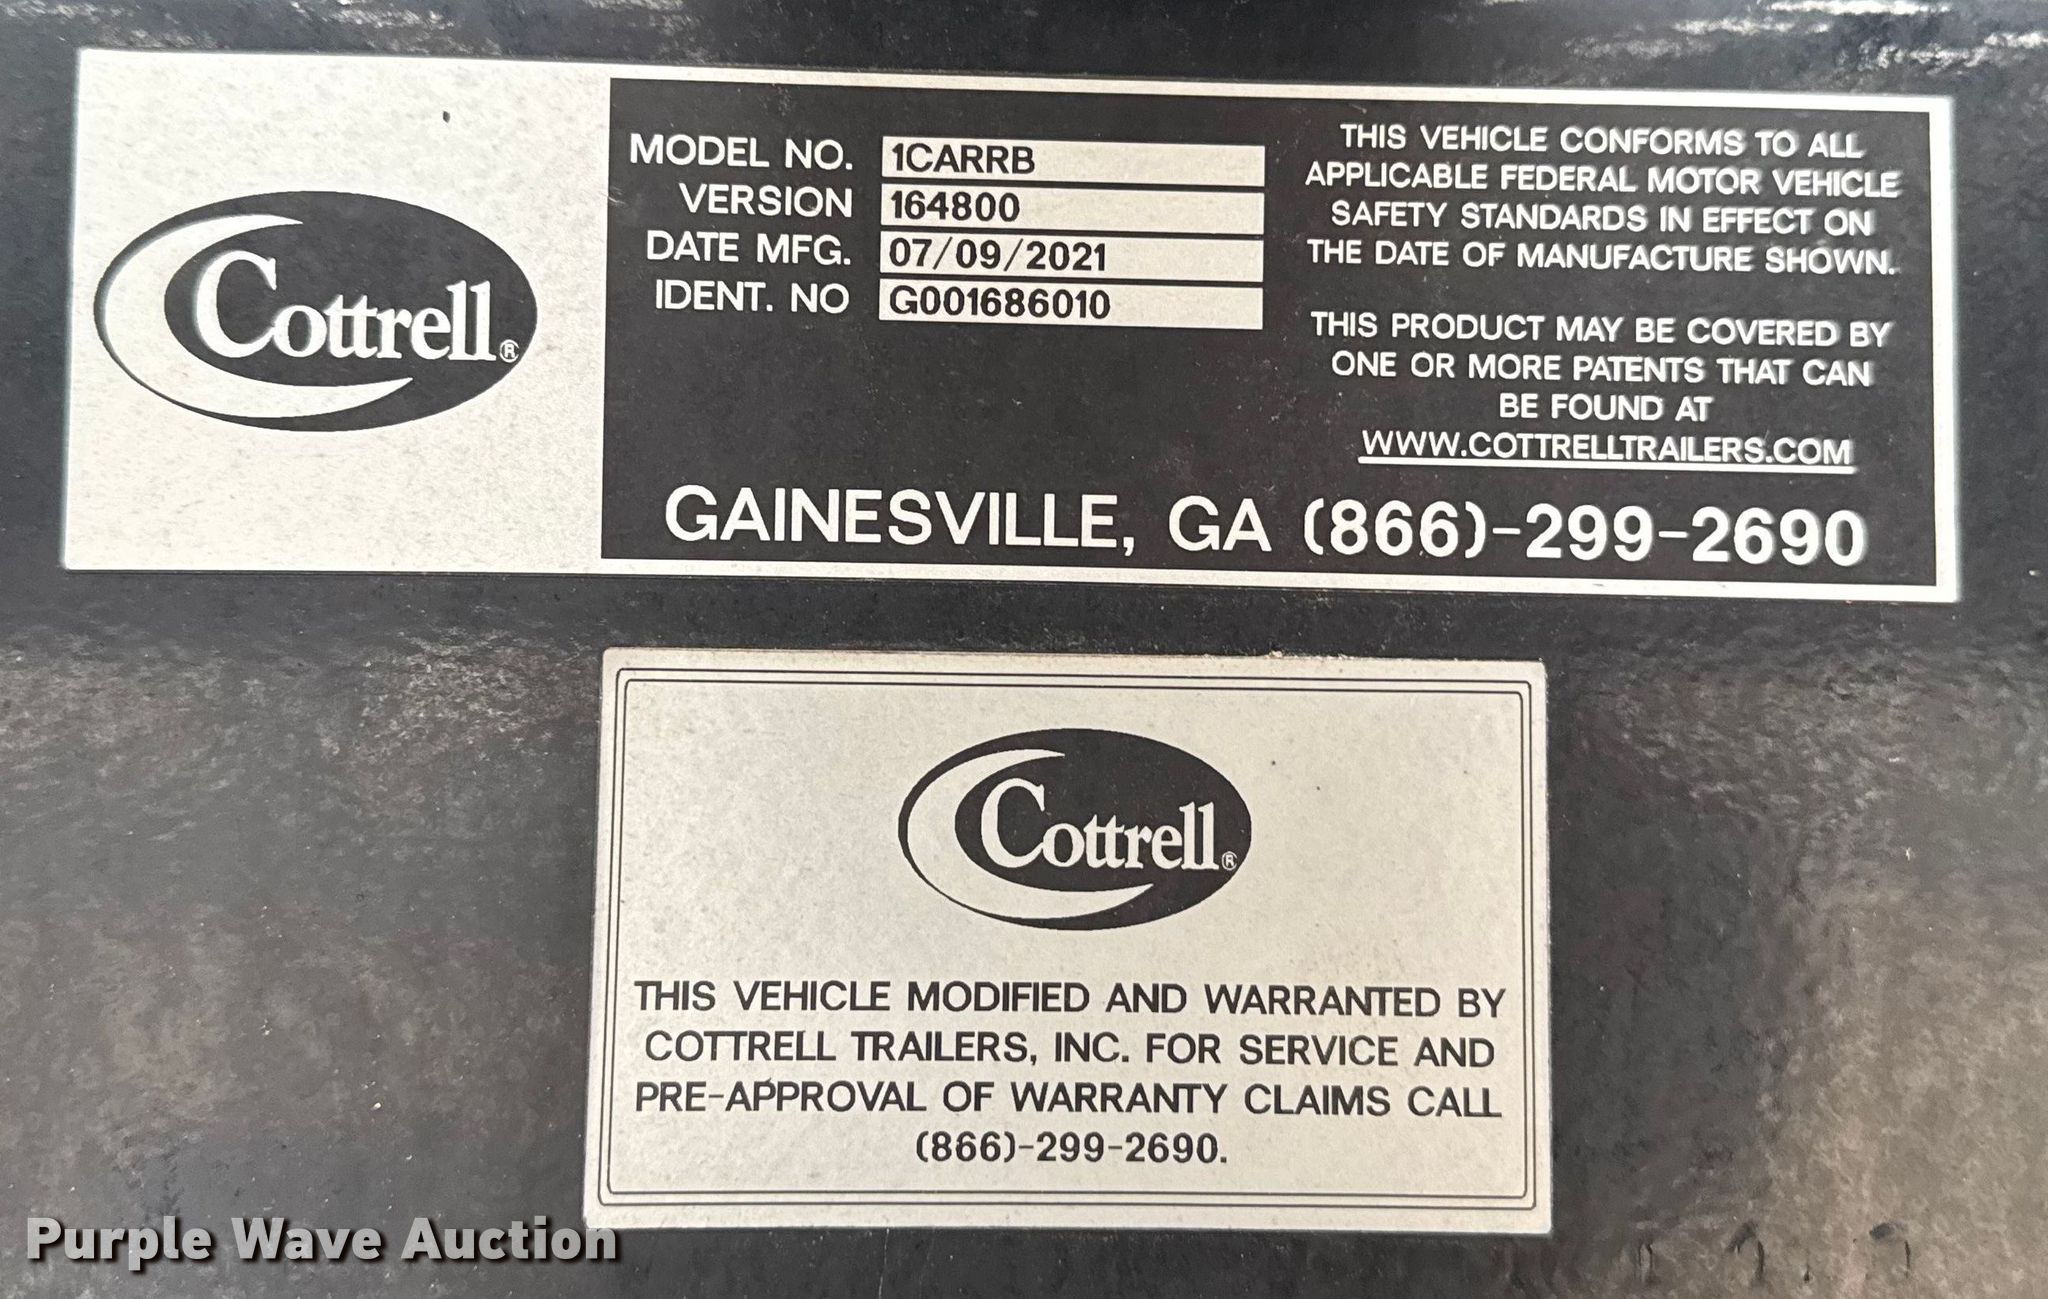 Cottrell®
MODEL NO. 1CARRB
VERSION 164800
DATE MFG. 07/09/2021
IDENT. NO G001686010
THIS VEHICLE CONFORMS TO ALL
APPLICABLE FEDERAL MOTOR VEHICLE
SAFETY STANDARDS IN EFFECT ON
THE DATE OF MANUFACTURE SHOWN.
THIS PRODUCT MAY BE COVERED BY
ONE OR MORE PATENTS THAT CAN
BE FOUND AT
WWW.COTTRELLTRAILERS.COM
GAINESVILLE, GA (866)-299-2690
Cottrell®
THIS VEHICLE MODIFIED AND WARRANTED BY
COTTRELL TRAILERS, INC. FOR SERVICE AND
PRE-APPROVAL OF WARRANTY CLAIMS CALL
(866)-299-2690.
Purple Wave Auction